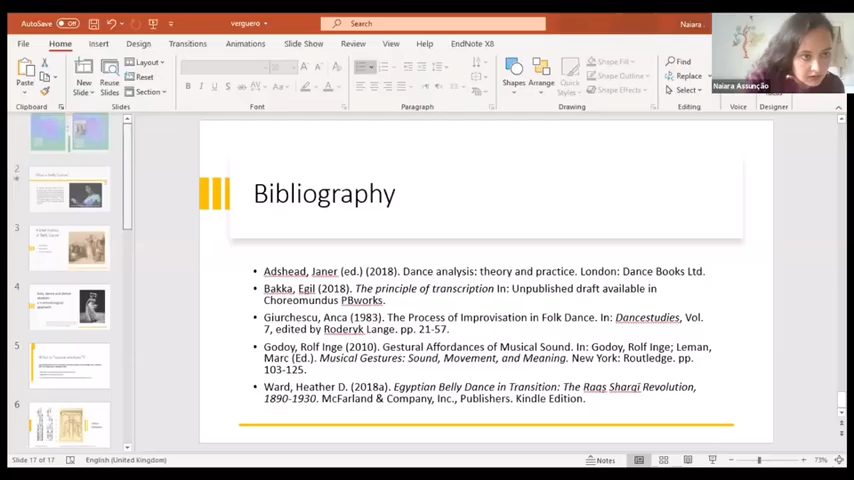 AutoSave Off verguero Search Naiara
File Home Insert Design Transitions Animations Slide Show Review View Help EndNote X8
Paste New Slide Reuse Slides Layout Reset Section Shapes Arrange Quick Styles Shape Fill Shape Outline Shape Effects Find Replace Select
Clipboard Slides Font Paragraph Drawing Editing Voice Designer
Naiara Assunção
2
3
4
5
6
Bibliography
• Adshead, Janer (ed.) (2018). Dance analysis: theory and practice. London: Dance Books Ltd.
• Bakka, Egil (2018). The principle of transcription In: Unpublished draft available in
Choreomundus PBworks.
• Giurchescu, Anca (1983). The Process of Improvisation in Folk Dance. In: Dancestudies, Vol.
7, edited by Roderyk Lange. pp. 21-57.
• Godoy, Rolf Inge (2010). Gestural Affordances of Musical Sound. In: Godoy, Rolf Inge; Leman,
Marc (Ed.). Musical Gestures: Sound, Movement, and Meaning. New York: Routledge. pp.
103-125.
• Ward, Heather D. (2018a). Egyptian Belly Dance in Transition: The Raqs Sharqi Revolution,
1890-1930. McFarland & Company, Inc., Publishers. Kindle Edition.
Slide 17 of 17 English (United Kingdom) Notes 73%